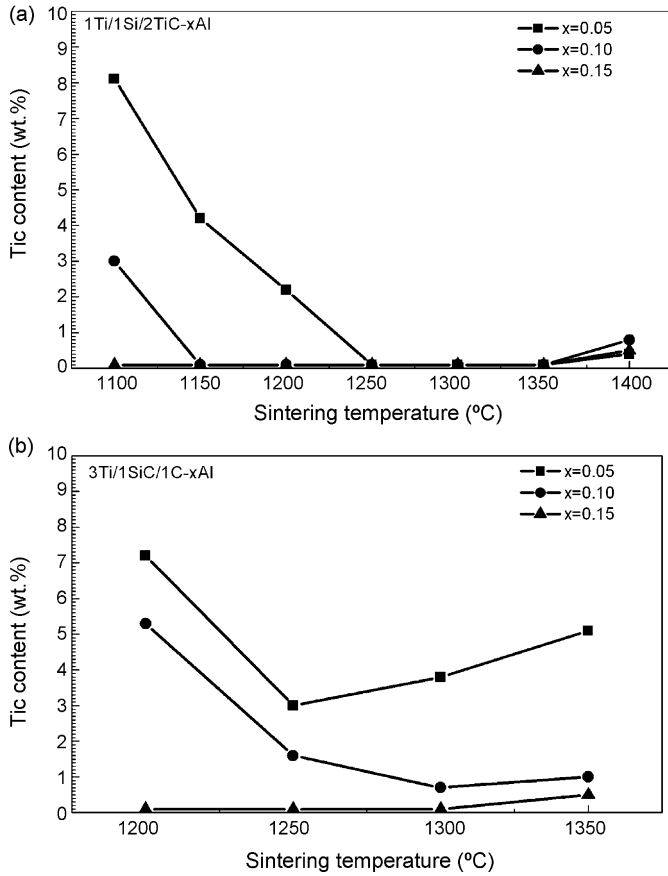 (a)
1Ti/1Si/2TiC-xAl
x=0.05
x=0.10
x=0.15
10
9
8
7
6
5
4
3
2
1
0
Tic content (wt.%)
1100 1150 1200 1250 1300 1350 1400
Sintering temperature (ºC)
(b)
3Ti/1SiC/1C-xAl
x=0.05
x=0.10
x=0.15
10
9
8
7
6
5
4
3
2
1
0
Tic content (wt.%)
1200 1250 1300 1350
Sintering temperature (ºC)